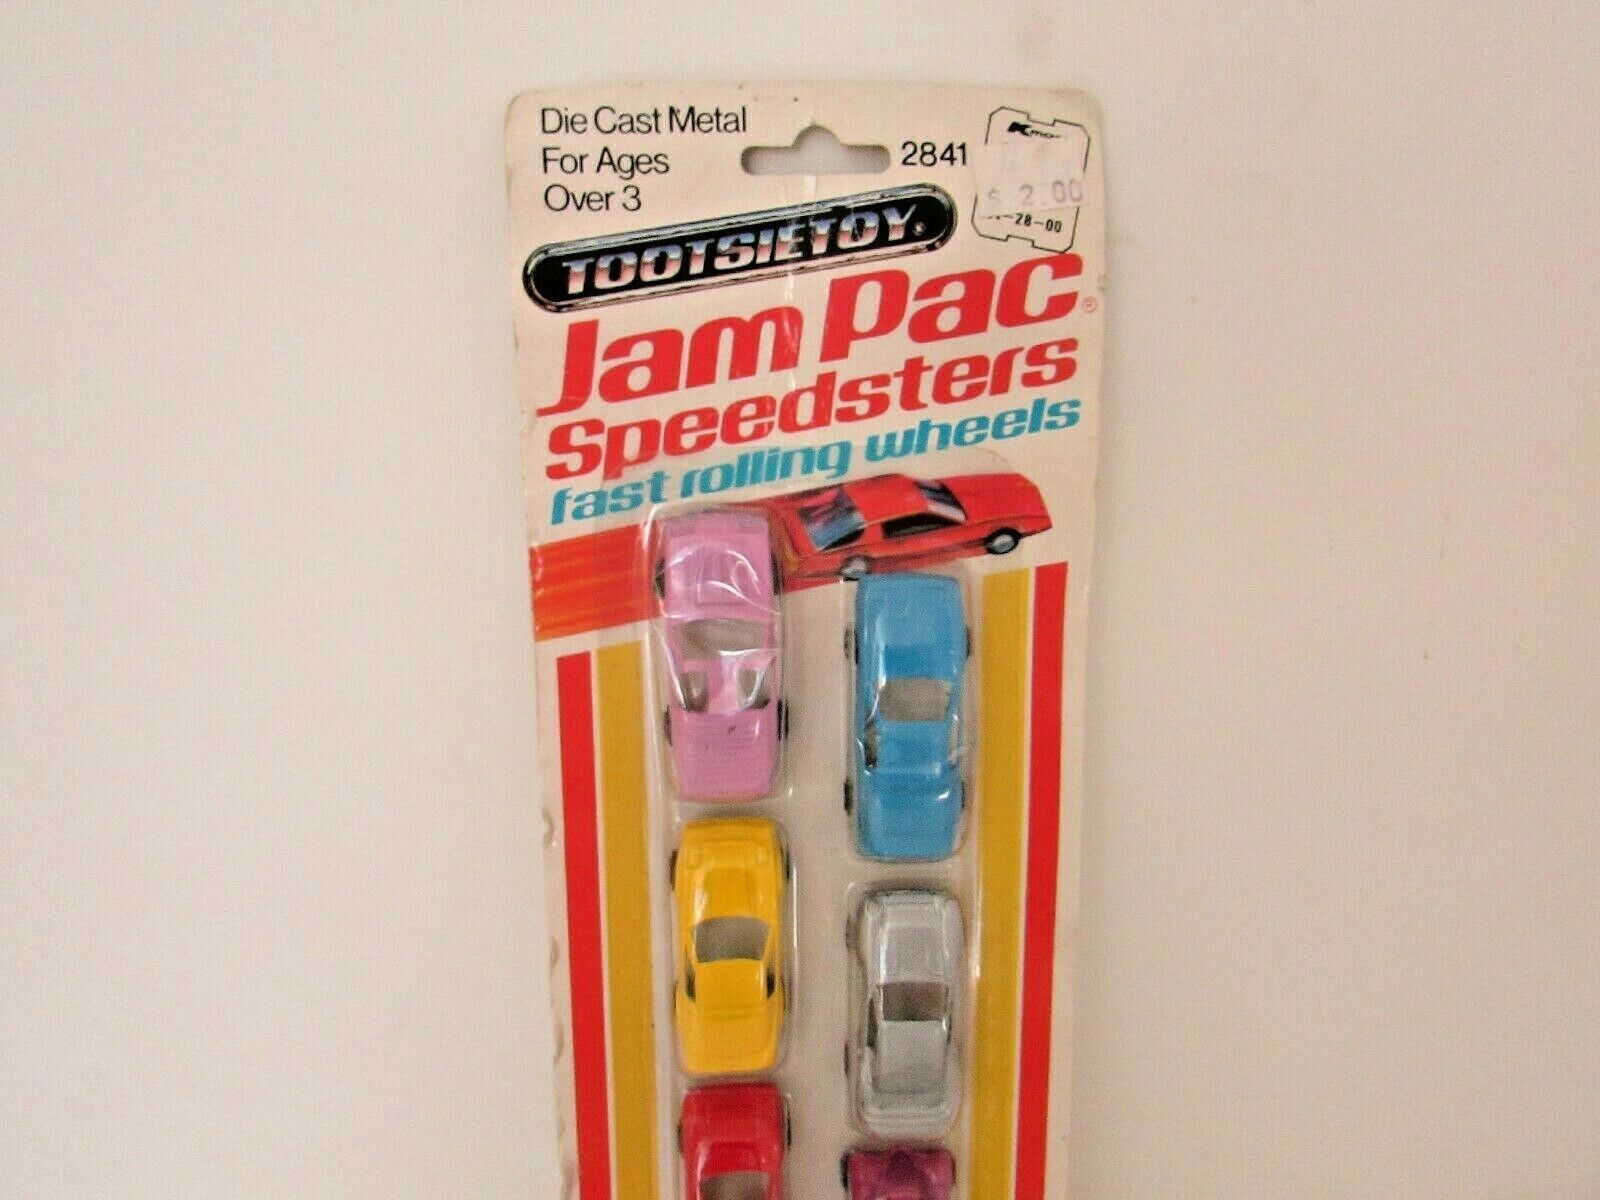 Die Cast Metal
For Ages
Over 3
2841
$ 2.00
-28-00
TOOTSIETOY®
Jam Pac®
Speedsters
fast rolling wheels